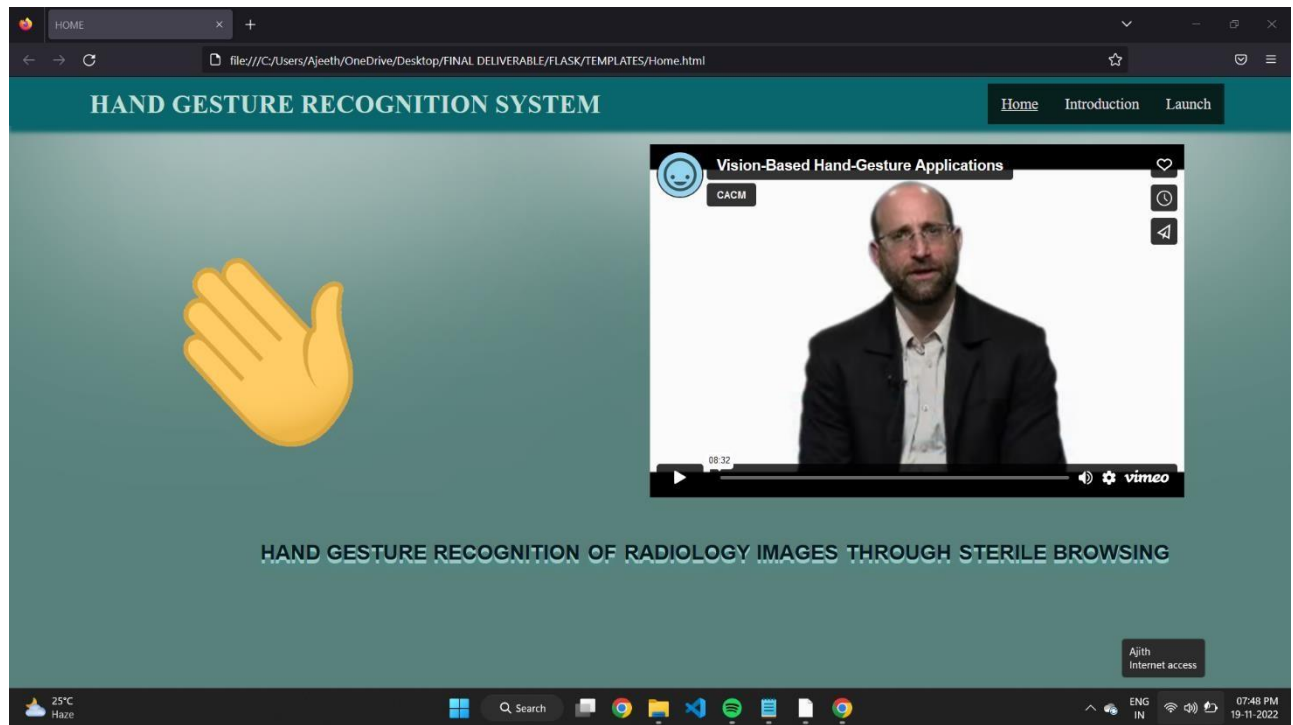 HOME
file:///C:/Users/Ajeeth/OneDrive/Desktop/FINAL DELIVERABLE/FLASK/TEMPLATES/Home.html
HAND GESTURE RECOGNITION SYSTEM
Home Introduction Launch
Vision-Based Hand-Gesture Applications
CACM
08:32
vimeo
HAND GESTURE RECOGNITION OF RADIOLOGY IMAGES THROUGH STERILE BROWSING
Ajith
Internet access
25°C
Haze
Search
ENG
IN
07:48 PM
19-11-2022